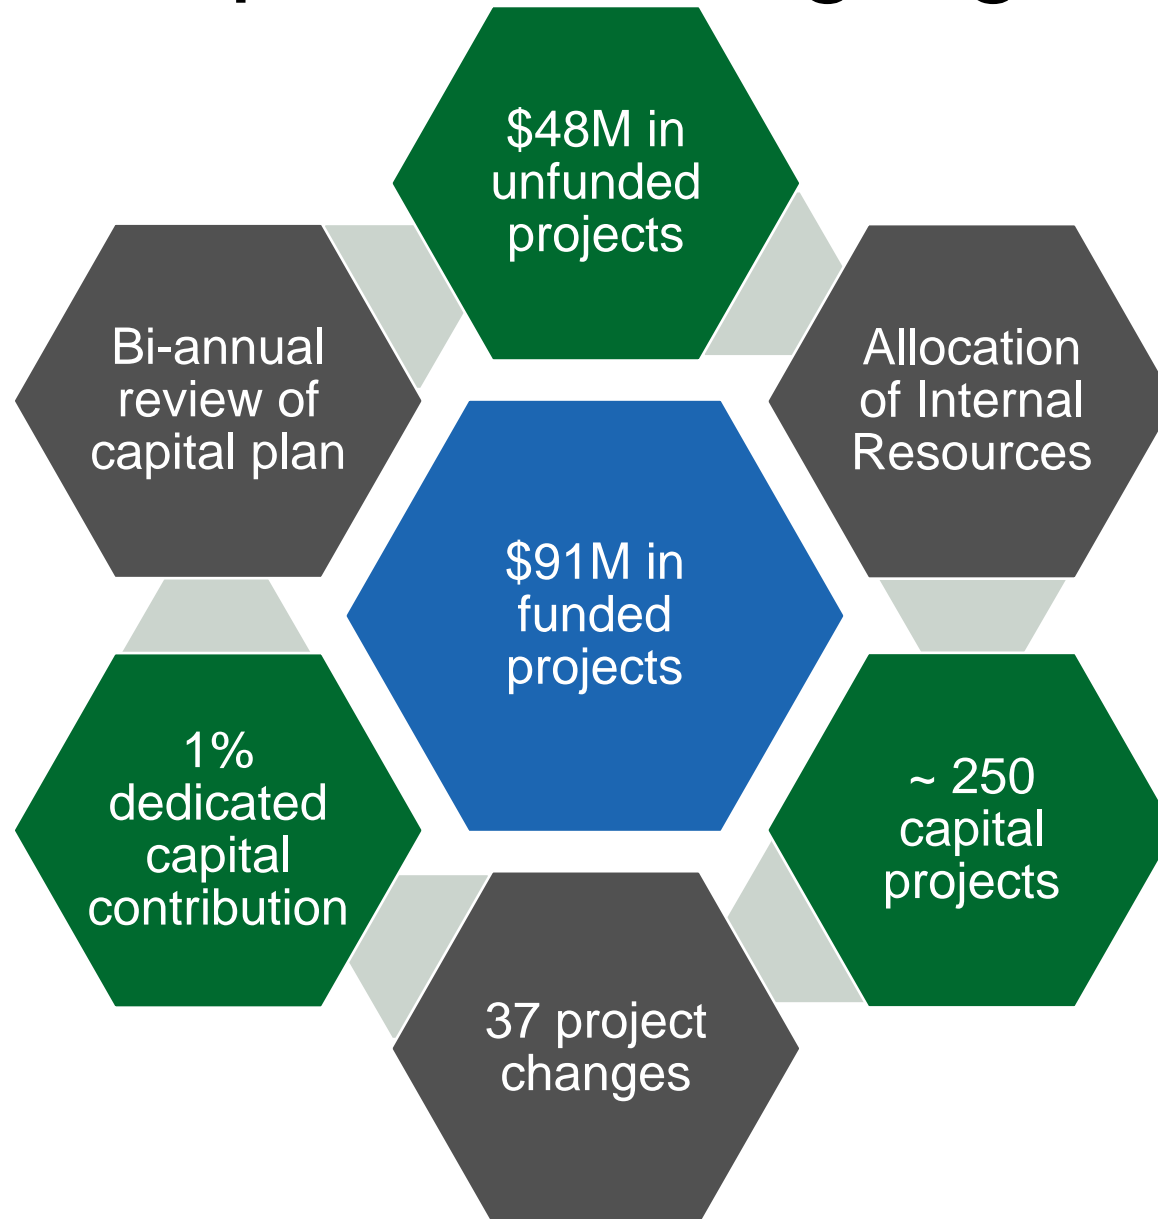 $48M in
unfunded
projects
Bi-annual
review of
capital plan
Allocation
of Internal
Resources
$91M in
funded
projects
1%
dedicated
capital
contribution
~ 250
capital
projects
37 project
changes